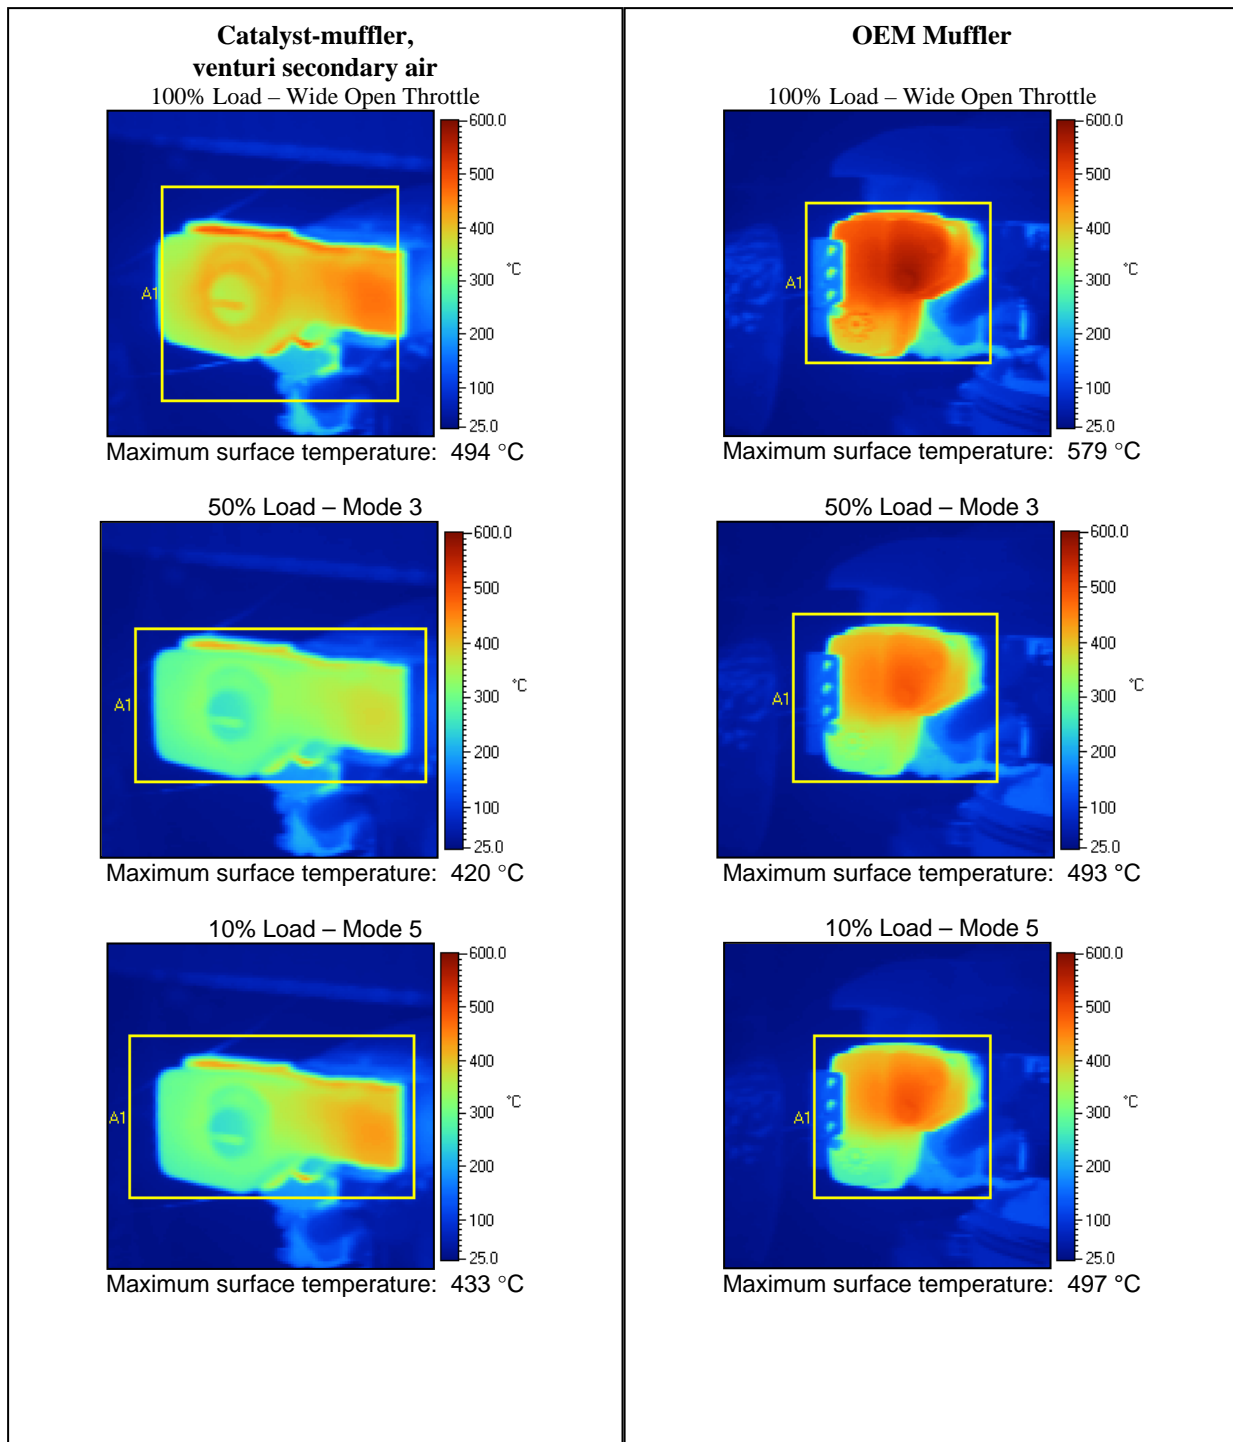 Catalyst-muffler,
venturi secondary air
100% Load – Wide Open Throttle
600.0
500
400
300
200
100
25.0
°C
A1
Maximum surface temperature: 494 °C
50% Load – Mode 3
600.0
500
400
300
200
100
25.0
°C
A1
Maximum surface temperature: 420 °C
10% Load – Mode 5
600.0
500
400
300
200
100
25.0
°C
A1
Maximum surface temperature: 433 °C
OEM Muffler
100% Load – Wide Open Throttle
600.0
500
400
300
200
100
25.0
°C
A1
Maximum surface temperature: 579 °C
50% Load – Mode 3
600.0
500
400
300
200
100
25.0
°C
A1
Maximum surface temperature: 493 °C
10% Load – Mode 5
600.0
500
400
300
200
100
25.0
°C
A1
Maximum surface temperature: 497 °C